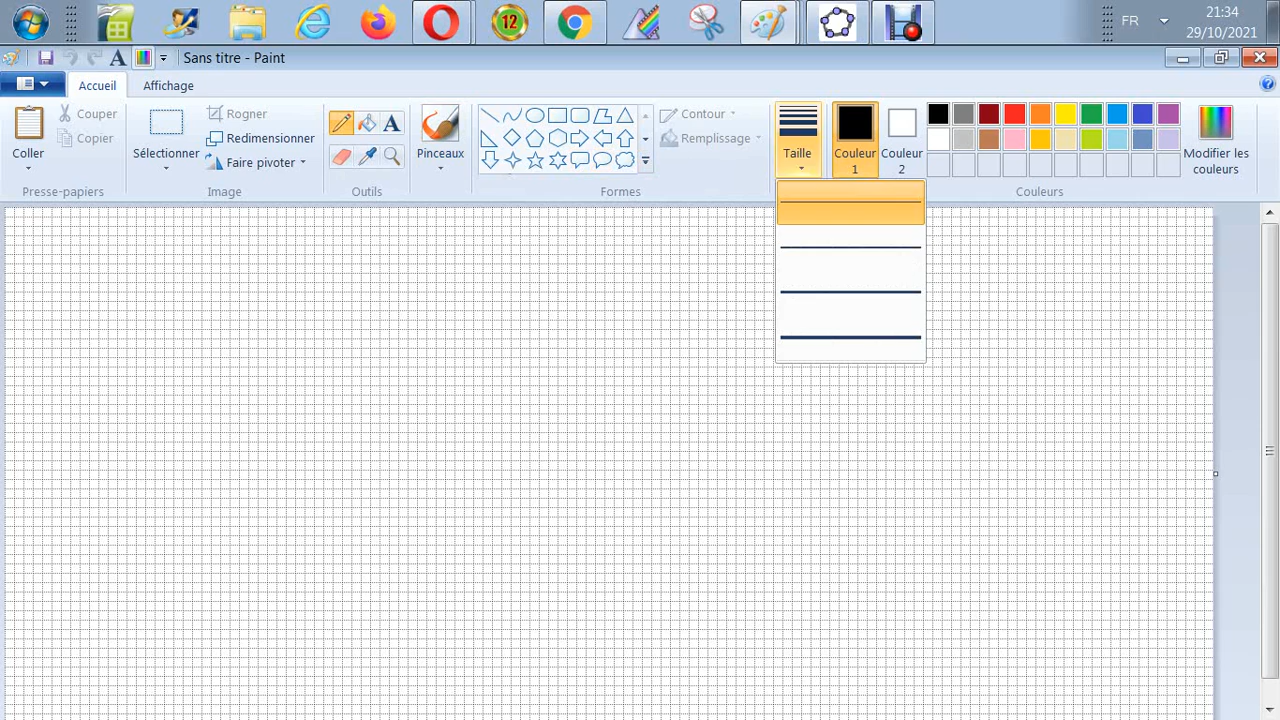 12
FR
21:34
29/10/2021
Sans titre - Paint
Accueil
Affichage
Coller
Couper
Copier
Presse-papiers
Sélectionner
Rogner
Redimensionner
Faire pivoter
Image
A
Outils
Pinceaux
Formes
Contour
Remplissage
Taille
Couleur
1
Couleur
2
Couleurs
Modifier les
couleurs